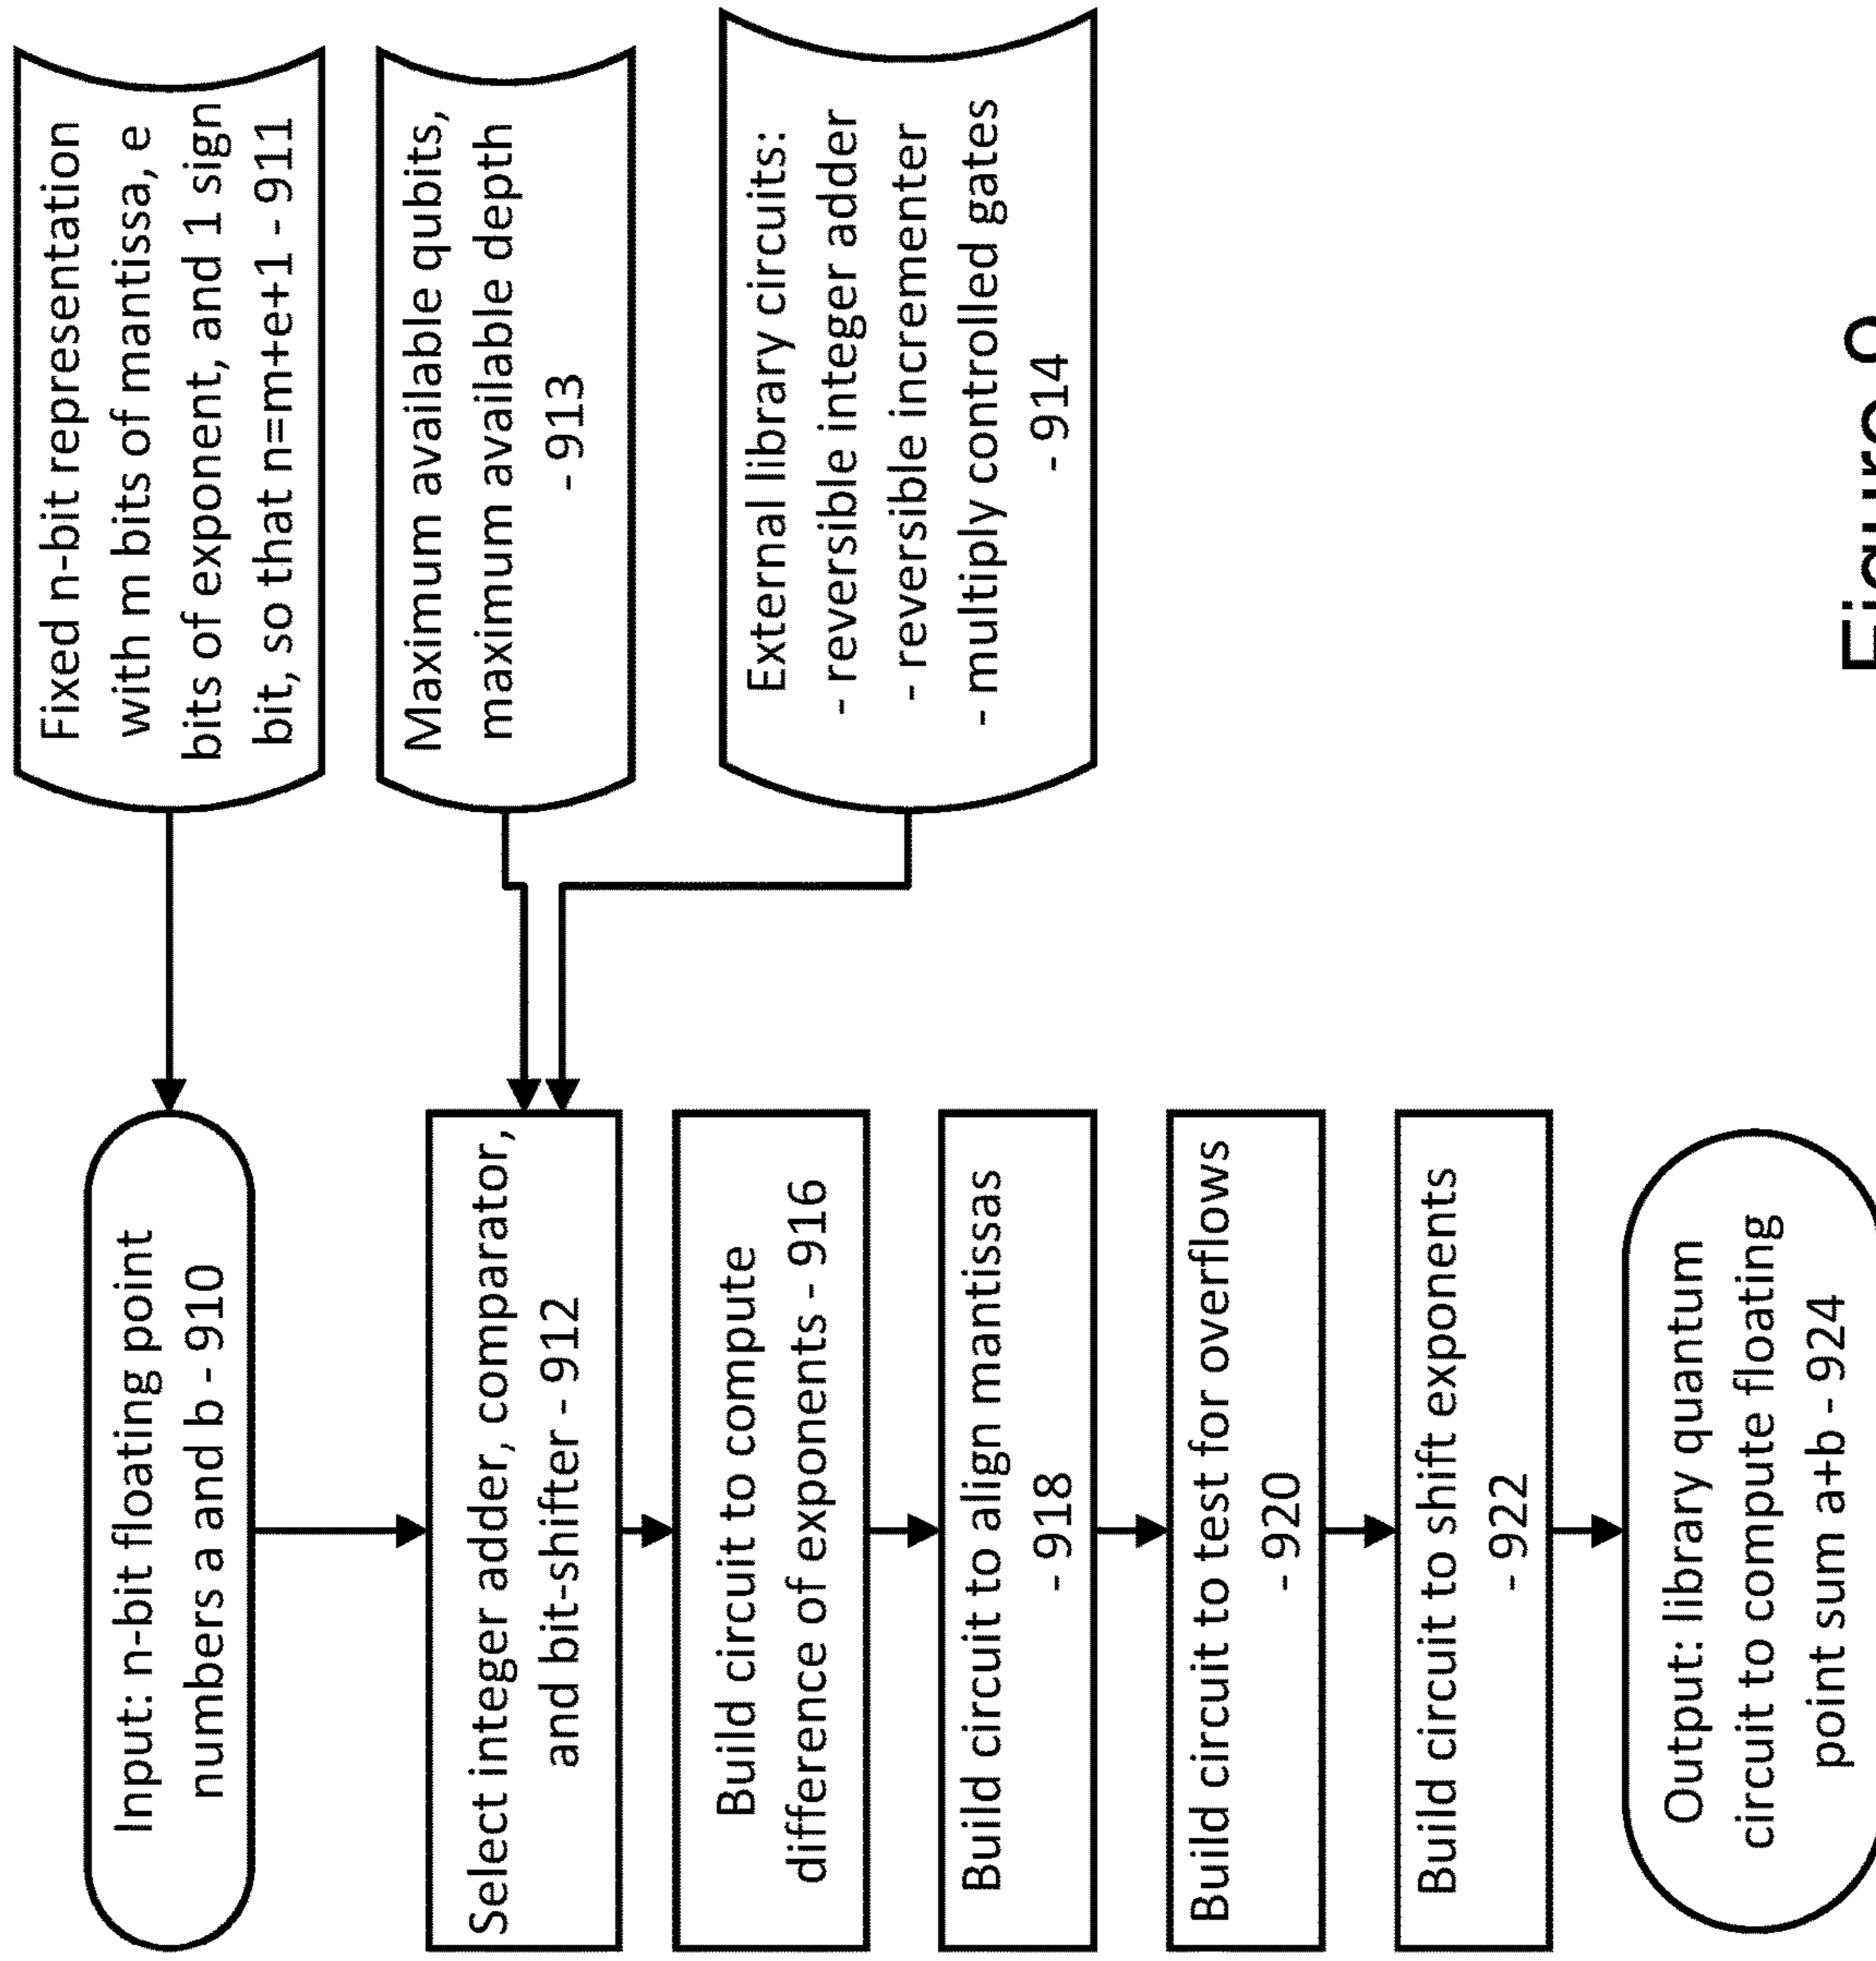 Input: n-bit floating point
numbers a and b - 910
Fixed n-bit representation
with m bits of mantissa, e
bits of exponent, and 1 sign
bit, so that n=m+e+1 - 911
Select integer adder, comparator,
and bit-shifter - 912
Maximum available qubits,
maximum available depth
- 913
External library circuits:
- reversible integer adder
- reversible incrementer
- multiply controlled gates
- 914
Build circuit to compute
difference of exponents - 916
Build circuit to align mantissas
- 918
Build circuit to test for overflows
- 920
Build circuit to shift exponents
- 922
Output: library quantum
circuit to compute floating
point sum a+b - 924
Figure